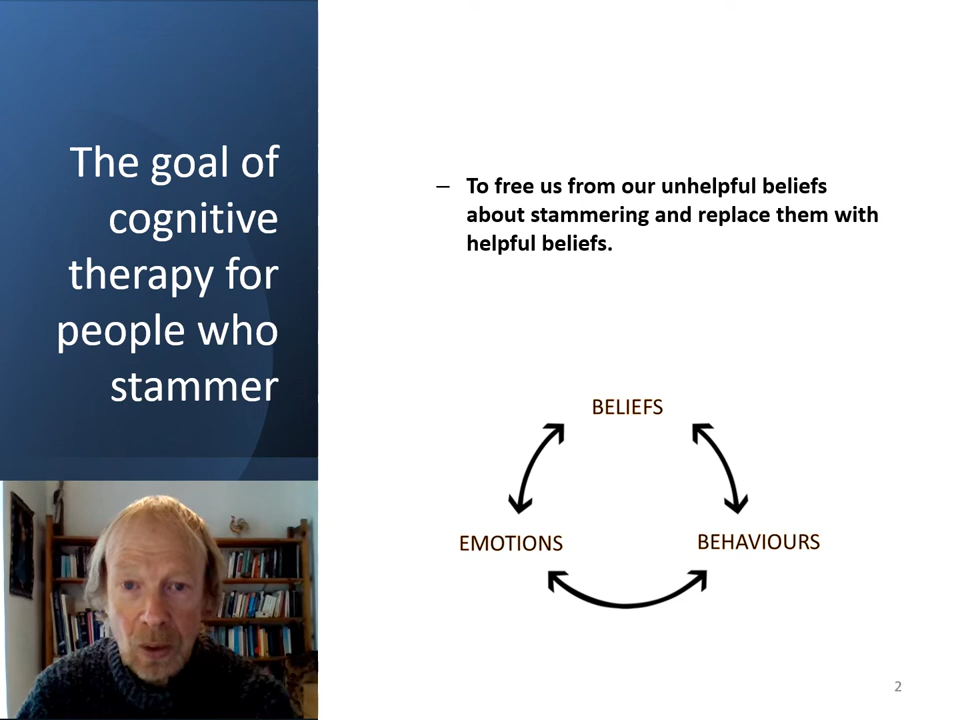 The goal of
cognitive
therapy for
people who
stammer
– To free us from our unhelpful beliefs
about stammering and replace them with
helpful beliefs.
BELIEFS
EMOTIONS
BEHAVIOURS
2